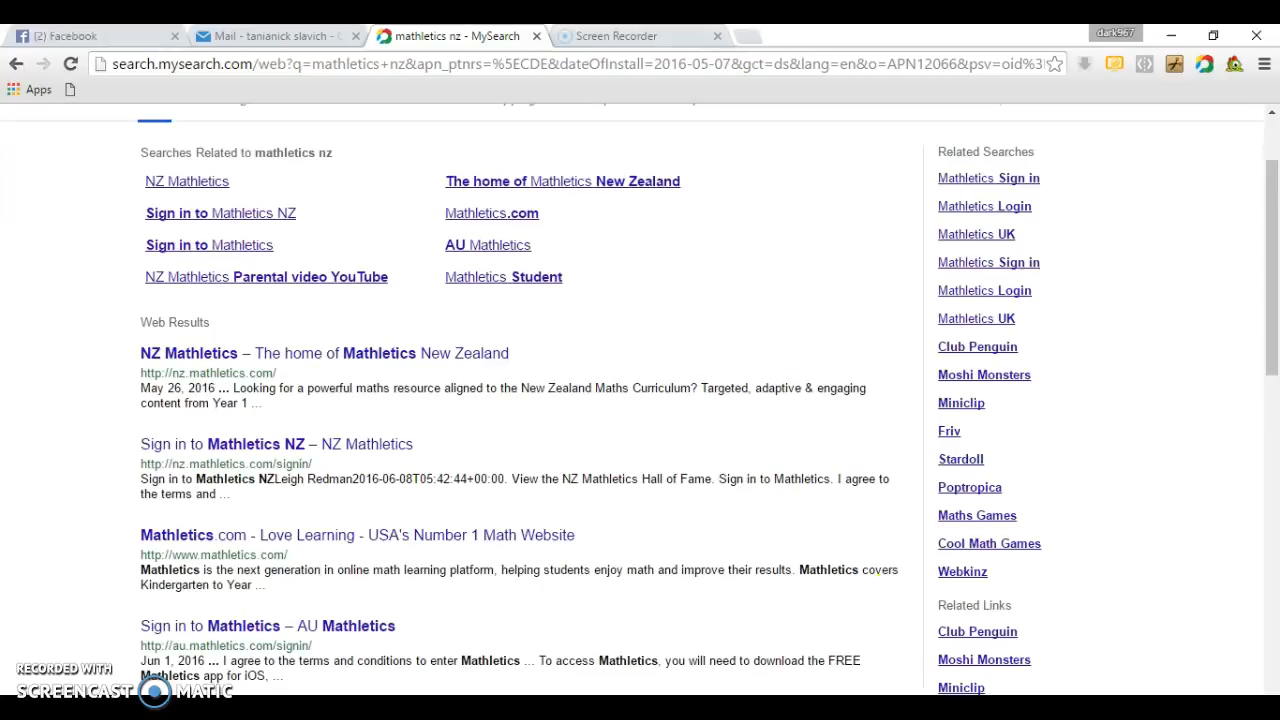 (2) Facebook
Mail - tanianick slavich -
mathletics nz - MySearch
Screen Recorder
dark967
search.mysearch.com/web?q=mathletics+nz&apn_ptnrs=%5ECDE&dateOfInstall=2016-05-07&gct=ds&lang=en&o=APN12066&psv=oid%3
Apps
Searches Related to mathletics nz
NZ Mathletics
The home of Mathletics New Zealand
Sign in to Mathletics NZ
Mathletics.com
Sign in to Mathletics
AU Mathletics
NZ Mathletics Parental video YouTube
Mathletics Student
Web Results
NZ Mathletics – The home of Mathletics New Zealand
http://nz.mathletics.com/
May 26, 2016 ... Looking for a powerful maths resource aligned to the New Zealand Maths Curriculum? Targeted, adaptive & engaging
content from Year 1 ...
Sign in to Mathletics NZ – NZ Mathletics
http://nz.mathletics.com/signin/
Sign in to Mathletics NZLeigh Redman2016-06-08T05:42:44+00:00. View the NZ Mathletics Hall of Fame. Sign in to Mathletics. I agree to
the terms and ...
Mathletics.com - Love Learning - USA's Number 1 Math Website
http://www.mathletics.com/
Mathletics is the next generation in online math learning platform, helping students enjoy math and improve their results. Mathletics covers
Kindergarten to Year ...
Sign in to Mathletics – AU Mathletics
http://au.mathletics.com/signin/
Jun 1, 2016 ... I agree to the terms and conditions to enter Mathletics ... To access Mathletics, you will need to download the FREE
Mathletics app for iOS, ...
Related Searches
Mathletics Sign in
Mathletics Login
Mathletics UK
Mathletics Sign in
Mathletics Login
Mathletics UK
Club Penguin
Moshi Monsters
Miniclip
Friv
Stardoll
Poptropica
Maths Games
Cool Math Games
Webkinz
Related Links
Club Penguin
Moshi Monsters
Miniclip
RECORDED WITH
SCREENCAST MATIC